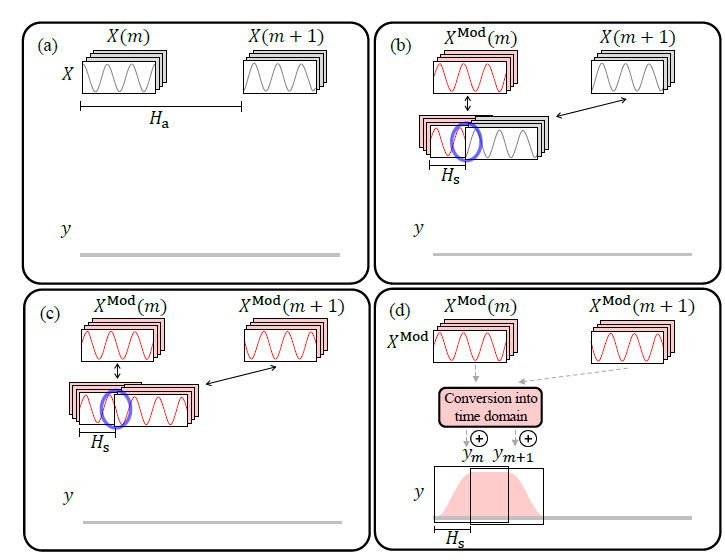 (a)
X(m)
X(m + 1)
X
Hₐ
y
(b)
Xᴹᵒᵈ(m)
X(m + 1)
Hₛ
y
(c)
Xᴹᵒᵈ(m)
Xᴹᵒᵈ(m + 1)
Hₛ
y
(d)
Xᴹᵒᵈ(m)
Xᴹᵒᵈ(m + 1)
Xᴹᵒᵈ
Conversion into
time domain
+ +
yₘ yₘ₊₁
y
Hₛ